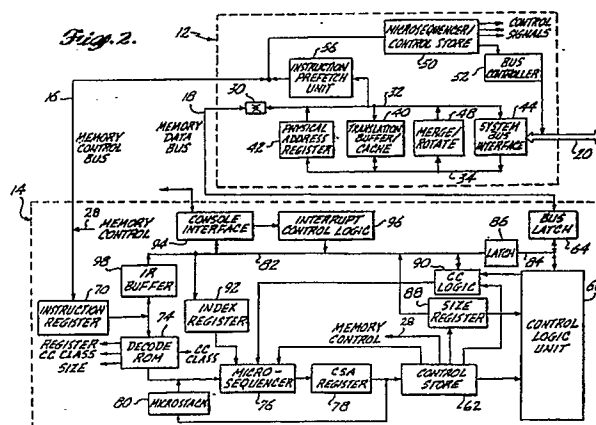 Fig. 2.
12
MICROSEQUENCER/
CONTROL STORE
50
CONTROL
SIGNALS
56
INSTRUCTION
PREFETCH
UNIT
52
BUS
CONTROLLER
16
18
30
32
40
48
44
MEMORY
CONTROL
BUS
MEMORY
DATA
BUS
42
PHYSICAL
ADDRESS
REGISTER
TRANSLATION
BUFFER/
CACHE
MERGE/
ROTATE
SYSTEM
BUS
INTERFACE
20
34
14
28
MEMORY
CONTROL
CONSOLE
INTERFACE
94
INTERRUPT
CONTROL LOGIC
96
86
LATCH
BUS
LATCH
64
98
82
84
IR
BUFFER
90
CC
LOGIC
92
88
70
INSTRUCTION
REGISTER
INDEX
REGISTER
SIZE
REGISTER
CONTROL
LOGIC
UNIT
74
REGISTER
CC CLASS
SIZE
DECODE
ROM
CC
CLASS
MEMORY
CONTROL
28
MICRO-
SEQUENCER
CSA
REGISTER
CONTROL
STORE
80
MICROSTACK
76
78
62